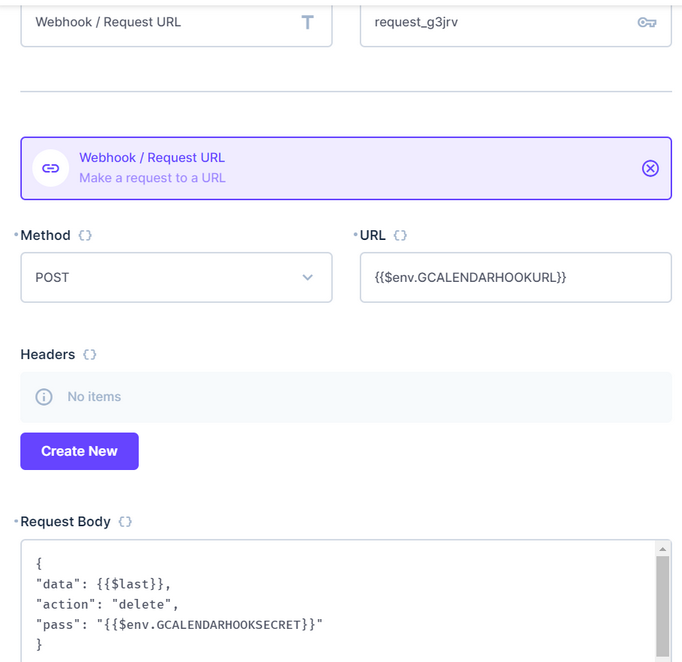 Webhook / Request URL
request_g3jrv
Webhook / Request URL
Make a request to a URL
*Method {}
*URL {}
POST
{{$env.GCALENDARHOOKURL}}
Headers {}
No items
Create New
*Request Body {}
{
"data": {{$last}},
"action": "delete",
"pass": "{{$env.GCALENDARHOOKSECRET}}"
}